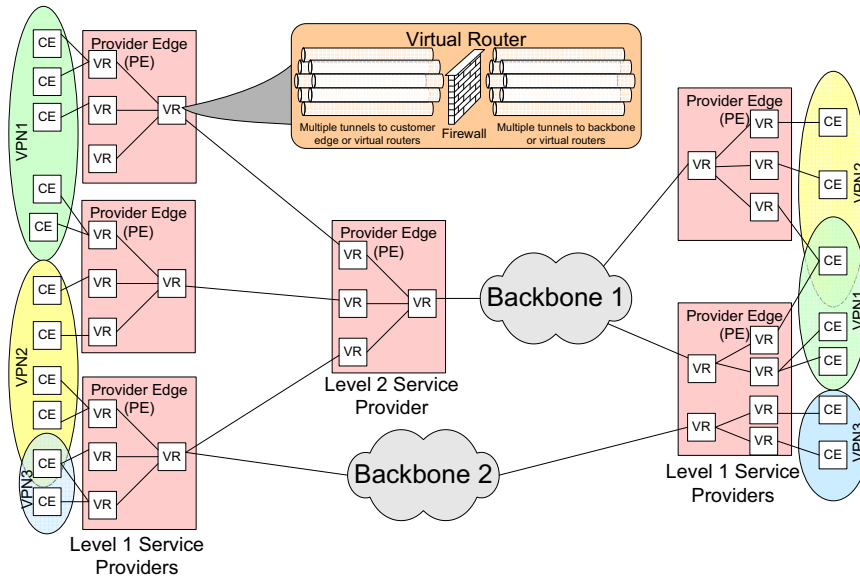 CE
CE
CE
CE
CE
VPN1
CE
CE
CE
CE
VPN2
CE
CE
VPN3
Provider Edge
(PE)
VR
VR
VR
VR
Provider Edge
(PE)
VR
VR
VR
VR
Provider Edge
(PE)
VR
VR
VR
VR
Level 1 Service
Providers
Virtual Router
Multiple tunnels to customer
edge or virtual routers
Firewall
Multiple tunnels to backbone
or virtual routers
Provider Edge
(PE)
VR
VR
VR
VR
Level 2 Service
Provider
Backbone 1
Backbone 2
Provider Edge
(PE)
VR
VR
VR
VR
Provider Edge
(PE)
VR
VR
VR
VR
VR
VR
Level 1 Service
Providers
CE
CE
VPN2
CE
VPN1
CE
CE
CE
VPN3
CE